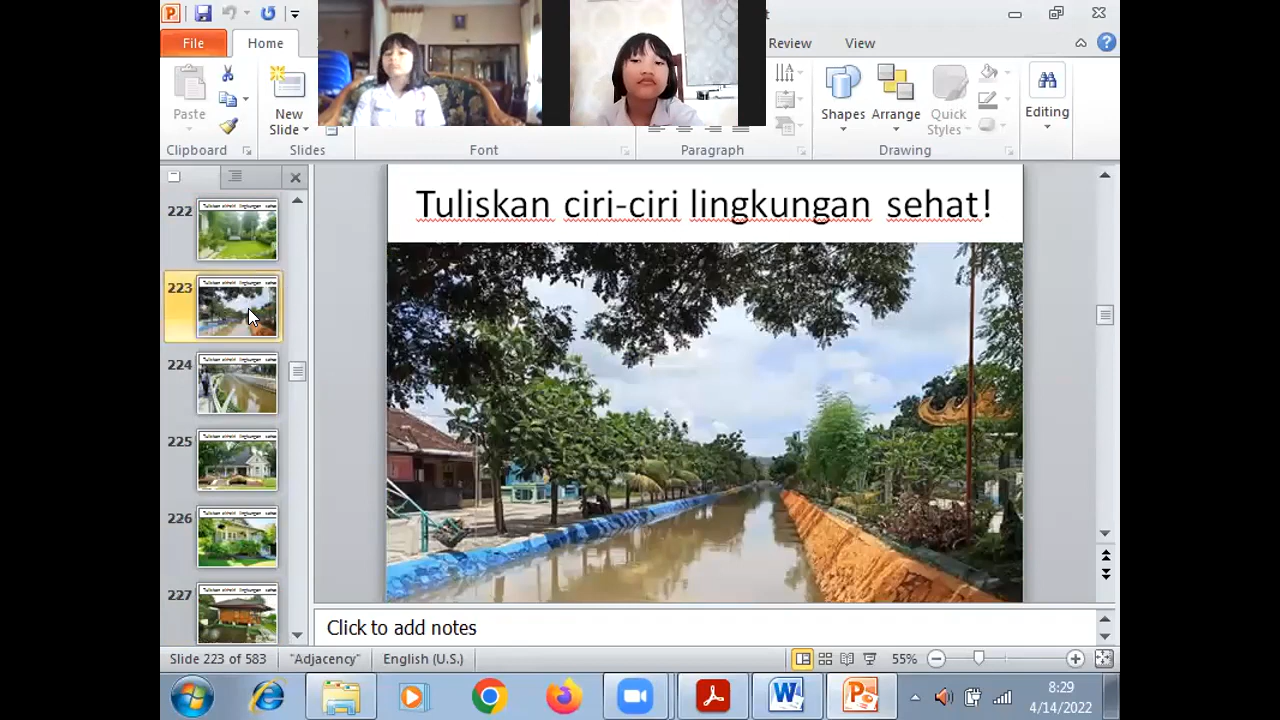 File
Home
Review
View
Paste
New
Slide
Shapes
Arrange
Quick
Styles
Editing
Clipboard
Slides
Font
Paragraph
Drawing
Tuliskan ciri-ciri lingkungan sehat!
222
223
224
225
226
227
Click to add notes
Slide 223 of 583
"Adjacency"
English (U.S.)
55%
8:29
4/14/2022